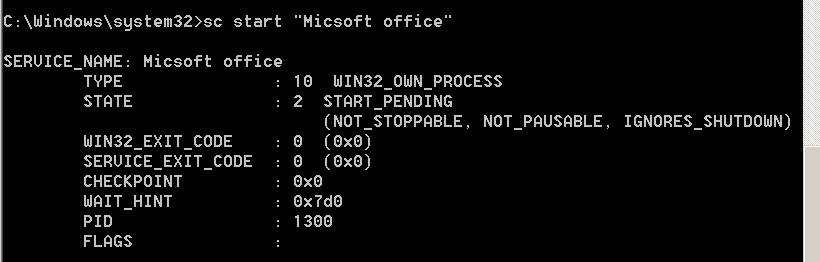 C:\Windows\system32>sc start "Micsoft office"
SERVICE_NAME: Micsoft office
TYPE : 10 WIN32_OWN_PROCESS
STATE : 2 START_PENDING
(NOT_STOPPABLE, NOT_PAUSABLE, IGNORES_SHUTDOWN)
WIN32_EXIT_CODE : 0 (0x0)
SERVICE_EXIT_CODE : 0 (0x0)
CHECKPOINT : 0x0
WAIT_HINT : 0x7d0
PID : 1300
FLAGS :